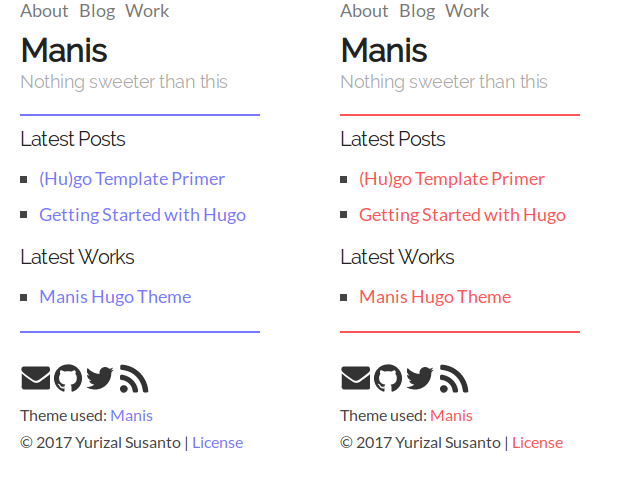 About Blog Work
Manis
Nothing sweeter than this
Latest Posts
(Hu)go Template Primer
Getting Started with Hugo
Latest Works
Manis Hugo Theme
Theme used: Manis
© 2017 Yurizal Susanto | License
About Blog Work
Manis
Nothing sweeter than this
Latest Posts
(Hu)go Template Primer
Getting Started with Hugo
Latest Works
Manis Hugo Theme
Theme used: Manis
© 2017 Yurizal Susanto | License